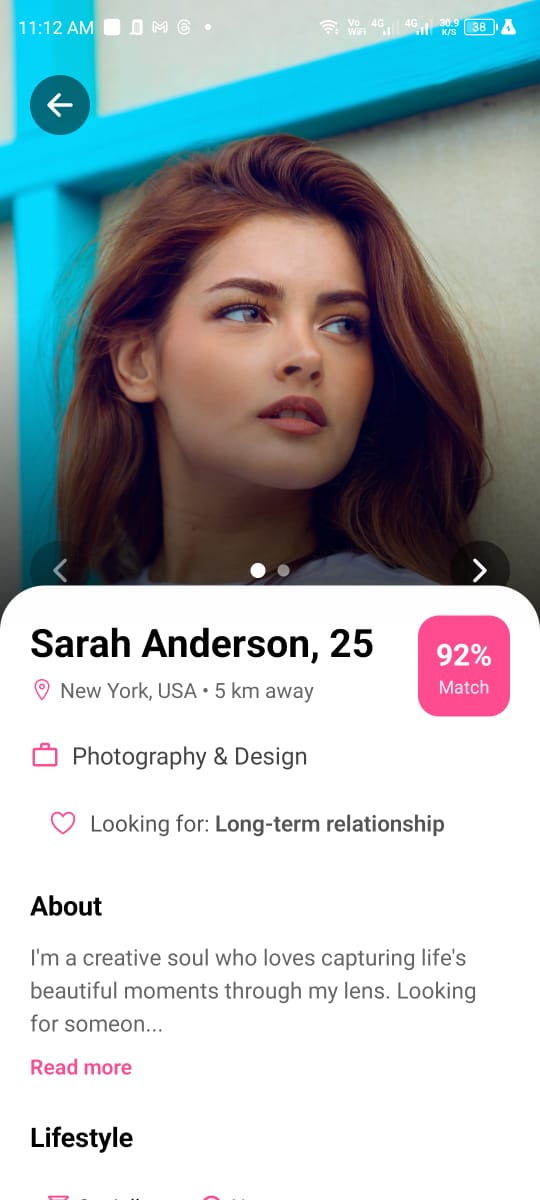 11:12 AM
Vo WiFi 4G 4G 30.9 K/S 38
Sarah Anderson, 25
92%
Match
New York, USA • 5 km away
Photography & Design
Looking for: Long-term relationship
About
I'm a creative soul who loves capturing life's
beautiful moments through my lens. Looking
for someon...
Read more
Lifestyle